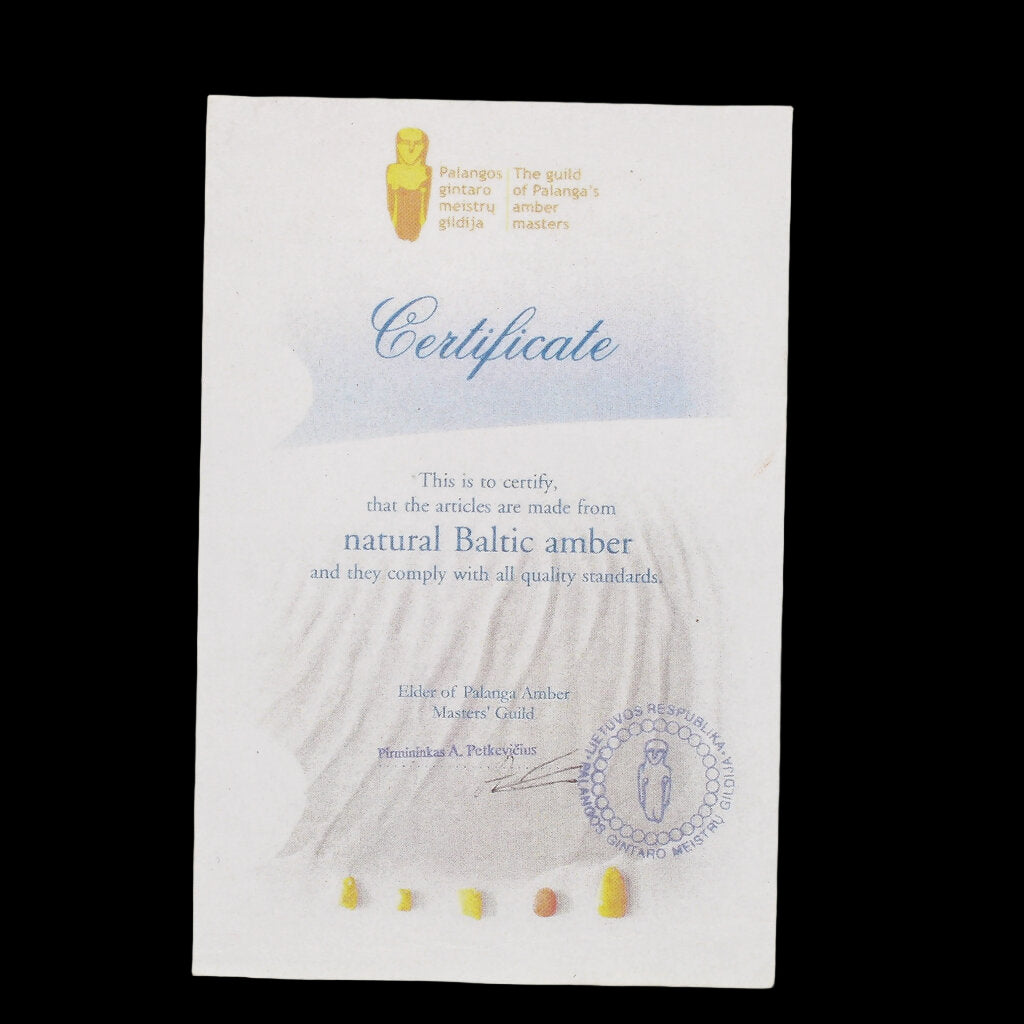 Palangos
gintaro
meistrų
gildija
The guild
of Palanga's
amber
masters
Certificate
This is to certify,
that the articles are made from
natural Baltic amber
and they comply with all quality standards.
Elder of Palanga Amber
Masters' Guild
Pirmininkas A. Petkevičius
LIETUVOS RESPUBLIKA
PALANGOS GINTARO MEISTRŲ GILDIJA